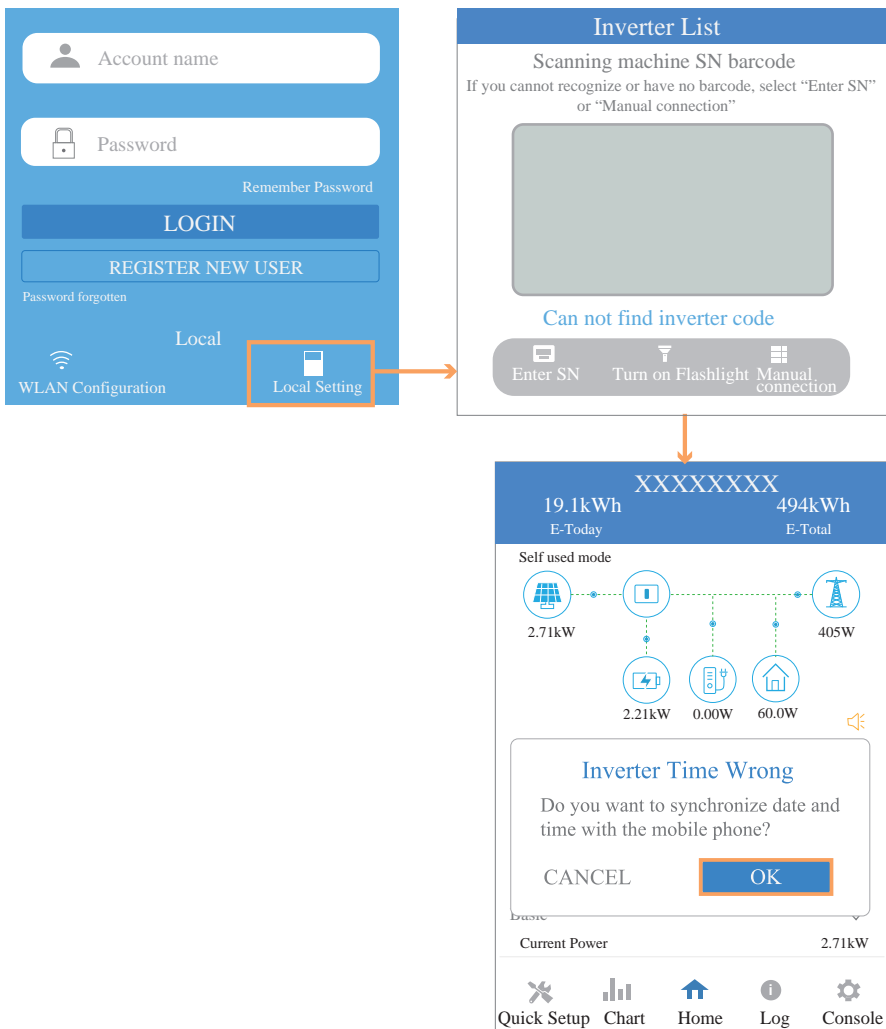 Account name
Password
Remember Password
LOGIN
REGISTER NEW USER
Password forgotten
Local
WLAN Configuration
Local Setting
Inverter List
Scanning machine SN barcode
If you cannot recognize or have no barcode, select “Enter SN”
or “Manual connection”
Can not find inverter code
Enter SN
Turn on Flashlight
Manual
connection
XXXXXXXX
19.1kWh
494kWh
E-Today
E-Total
Self used mode
2.71kW
405W
2.21kW
0.00W
60.0W
Inverter Time Wrong
Do you want to synchronize date and
time with the mobile phone?
CANCEL
OK
Basic
Current Power
2.71kW
Quick Setup
Chart
Home
Log
Console